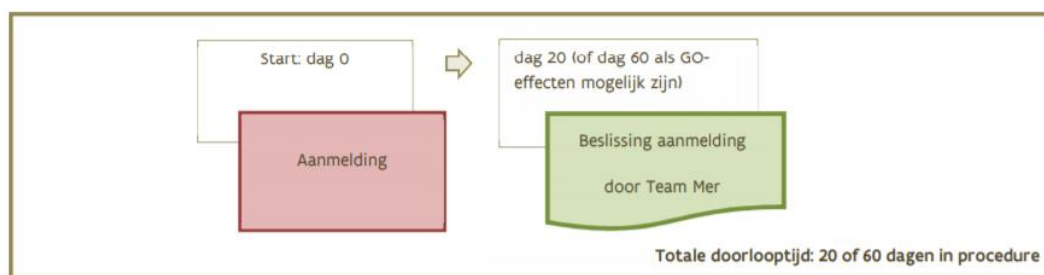 Start: dag 0
dag 20 (of dag 60 als GO-
effecten mogelijk zijn)
Aanmelding
Beslissing aanmelding
door Team Mer
Totale doorlooptijd: 20 of 60 dagen in procedure